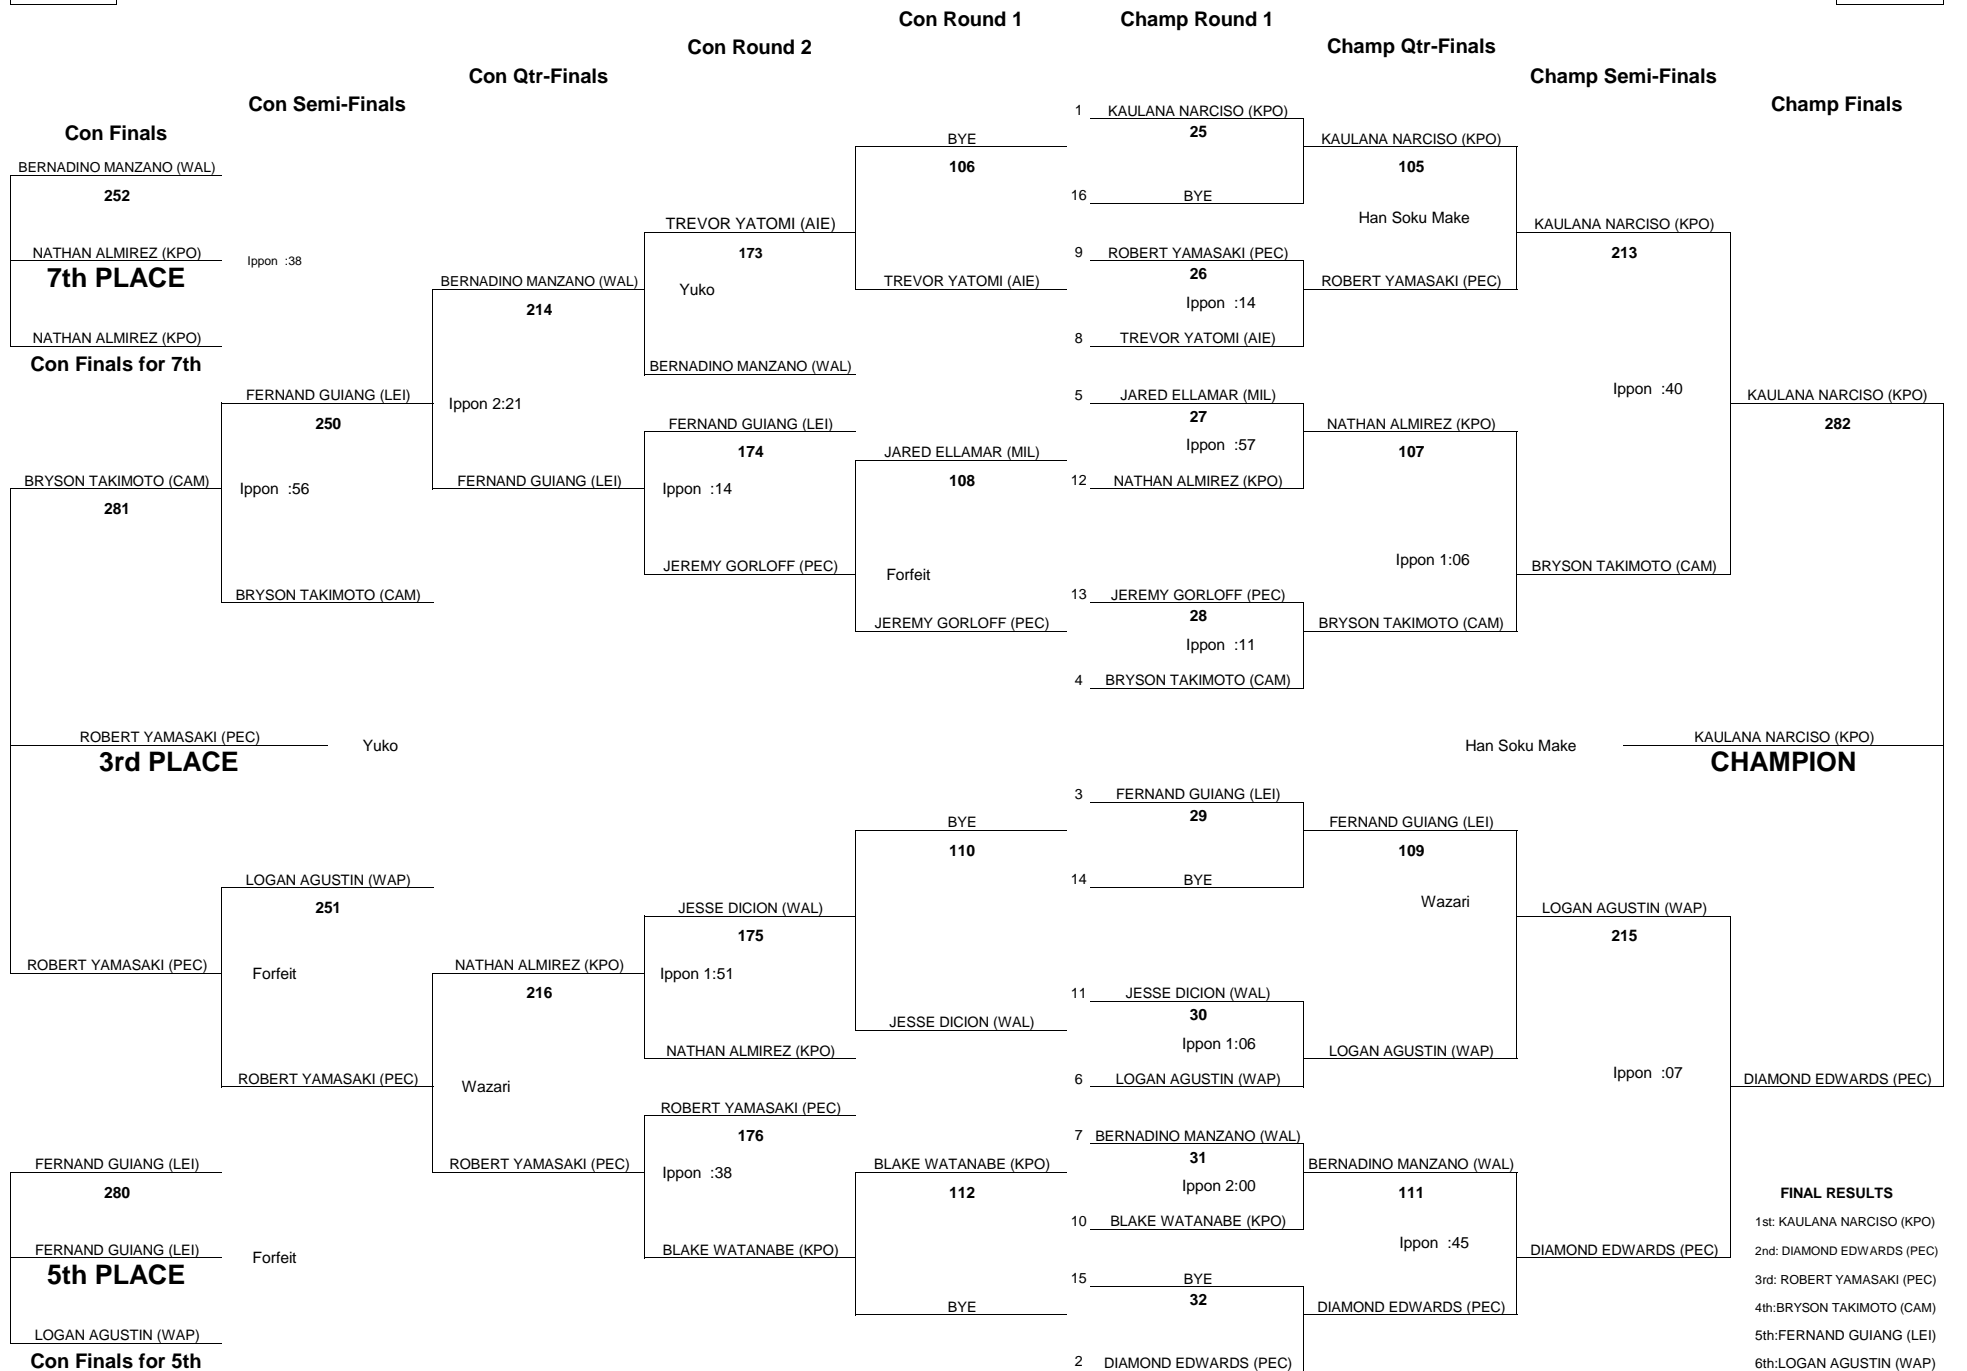 Con Round 1
Champ Round 1
Con Round 2
Champ Qtr-Finals
Con Qtr-Finals
Champ Semi-Finals
Con Semi-Finals
Champ Finals
Con Finals
BERNADINO MANZANO (WAL)
252
NATHAN ALMIREZ (KPO)
7th PLACE
Ippon :38
NATHAN ALMIREZ (KPO)
Con Finals for 7th
BRYSON TAKIMOTO (CAM)
281
ROBERT YAMASAKI (PEC)
3rd PLACE
Yuko
ROBERT YAMASAKI (PEC)
FERNAND GUIANG (LEI)
280
FERNAND GUIANG (LEI)
5th PLACE
Forfeit
LOGAN AGUSTIN (WAP)
Con Finals for 5th
FERNAND GUIANG (LEI)
250
Ippon :56
BRYSON TAKIMOTO (CAM)
LOGAN AGUSTIN (WAP)
251
Forfeit
ROBERT YAMASAKI (PEC)
BERNADINO MANZANO (WAL)
214
Ippon 2:21
FERNAND GUIANG (LEI)
NATHAN ALMIREZ (KPO)
216
Wazari
ROBERT YAMASAKI (PEC)
TREVOR YATOMI (AIE)
173
Yuko
BERNADINO MANZANO (WAL)
FERNAND GUIANG (LEI)
174
Ippon :14
JEREMY GORLOFF (PEC)
JESSE DICION (WAL)
175
Ippon 1:51
NATHAN ALMIREZ (KPO)
ROBERT YAMASAKI (PEC)
176
Ippon :38
BLAKE WATANABE (KPO)
BYE
106
TREVOR YATOMI (AIE)
JARED ELLAMAR (MIL)
108
Forfeit
JEREMY GORLOFF (PEC)
BYE
110
JESSE DICION (WAL)
BLAKE WATANABE (KPO)
112
BYE
1 KAULANA NARCISO (KPO)
25
16 BYE
9 ROBERT YAMASAKI (PEC)
26
Ippon :14
8 TREVOR YATOMI (AIE)
5 JARED ELLAMAR (MIL)
27
Ippon :57
12 NATHAN ALMIREZ (KPO)
13 JEREMY GORLOFF (PEC)
28
Ippon :11
4 BRYSON TAKIMOTO (CAM)
3 FERNAND GUIANG (LEI)
29
14 BYE
11 JESSE DICION (WAL)
30
Ippon 1:06
6 LOGAN AGUSTIN (WAP)
7 BERNADINO MANZANO (WAL)
31
Ippon 2:00
10 BLAKE WATANABE (KPO)
15 BYE
32
2 DIAMOND EDWARDS (PEC)
KAULANA NARCISO (KPO)
105
Han Soku Make
ROBERT YAMASAKI (PEC)
NATHAN ALMIREZ (KPO)
107
Ippon 1:06
BRYSON TAKIMOTO (CAM)
FERNAND GUIANG (LEI)
109
Wazari
LOGAN AGUSTIN (WAP)
BERNADINO MANZANO (WAL)
111
Ippon :45
DIAMOND EDWARDS (PEC)
KAULANA NARCISO (KPO)
213
Ippon :40
BRYSON TAKIMOTO (CAM)
LOGAN AGUSTIN (WAP)
215
Ippon :07
DIAMOND EDWARDS (PEC)
KAULANA NARCISO (KPO)
282
Han Soku Make
KAULANA NARCISO (KPO)
CHAMPION
DIAMOND EDWARDS (PEC)
FINAL RESULTS
1st: KAULANA NARCISO (KPO)
2nd: DIAMOND EDWARDS (PEC)
3rd: ROBERT YAMASAKI (PEC)
4th:BRYSON TAKIMOTO (CAM)
5th:FERNAND GUIANG (LEI)
6th:LOGAN AGUSTIN (WAP)